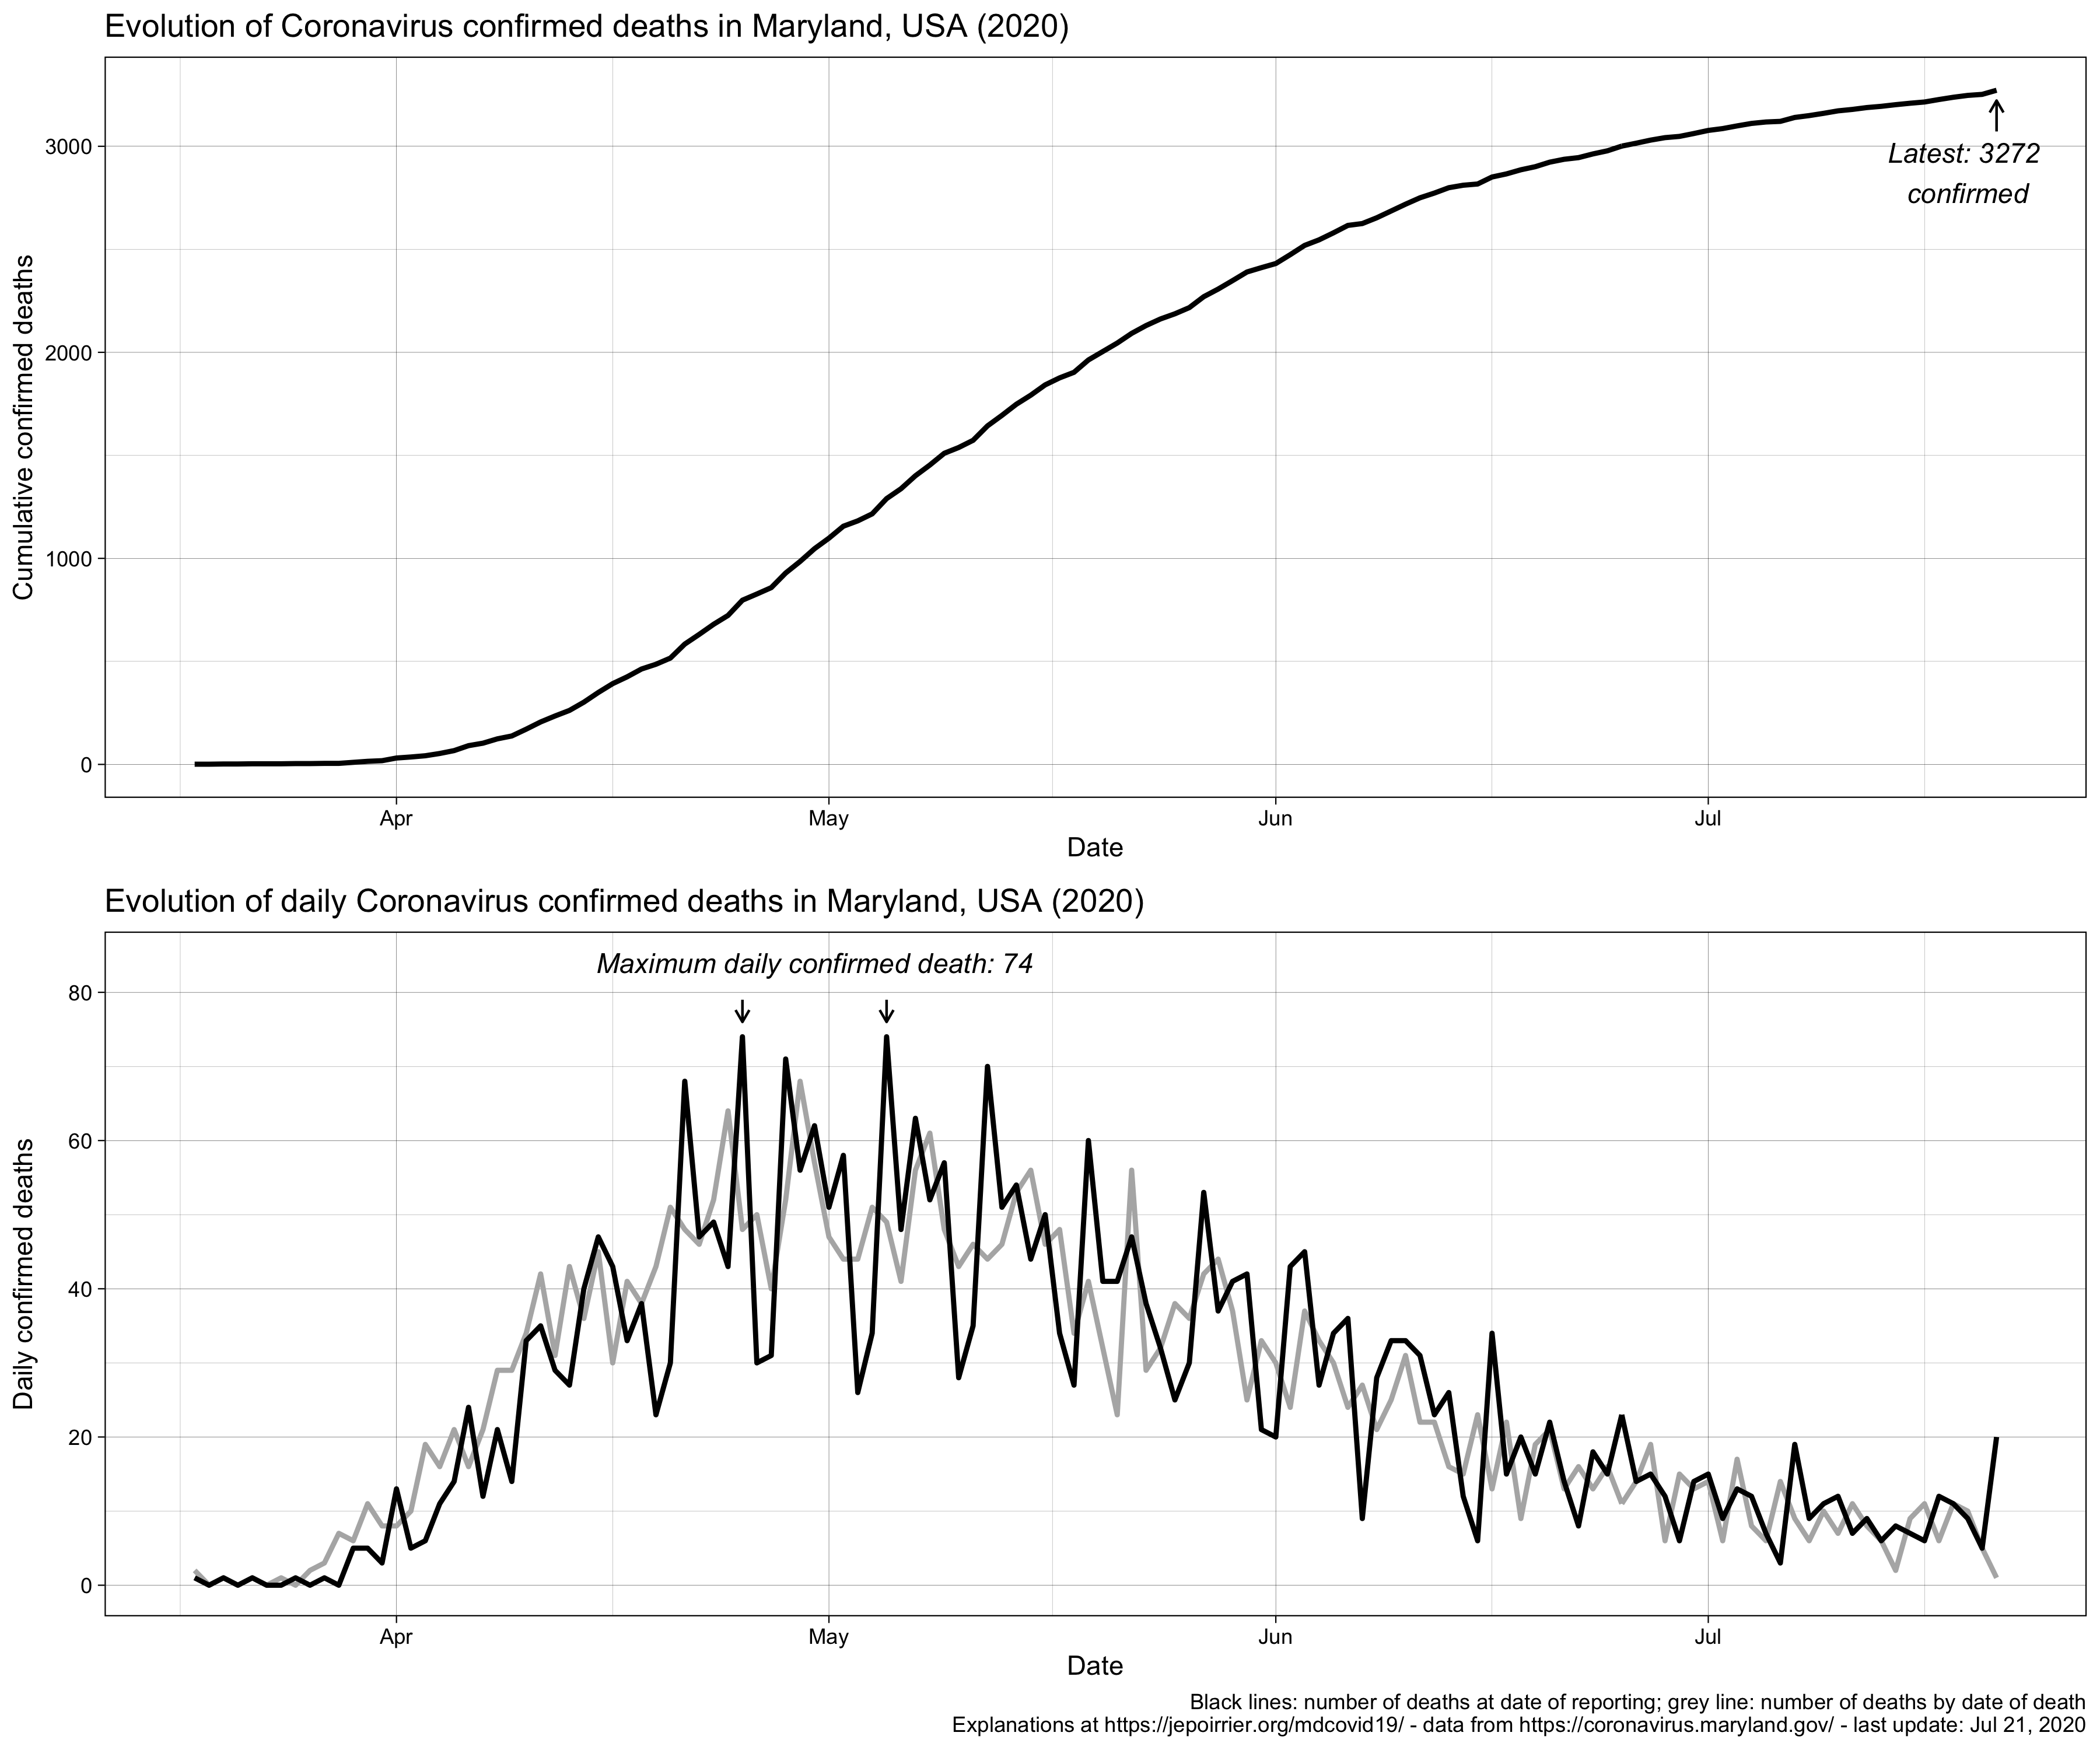 Evolution of Coronavirus confirmed deaths in Maryland, USA (2020)
Cumulative confirmed deaths
3000
2000
1000
0
Latest: 3272
confirmed
Apr
May
Jun
Jul
Date
Evolution of daily Coronavirus confirmed deaths in Maryland, USA (2020)
Daily confirmed deaths
Maximum daily confirmed death: 74
80
60
40
20
0
Apr
May
Jun
Jul
Date
Black lines: number of deaths at date of reporting; grey line: number of deaths by date of death
Explanations at https://jepoirrier.org/mdcovid19/ - data from https://coronavirus.maryland.gov/ - last update: Jul 21, 2020